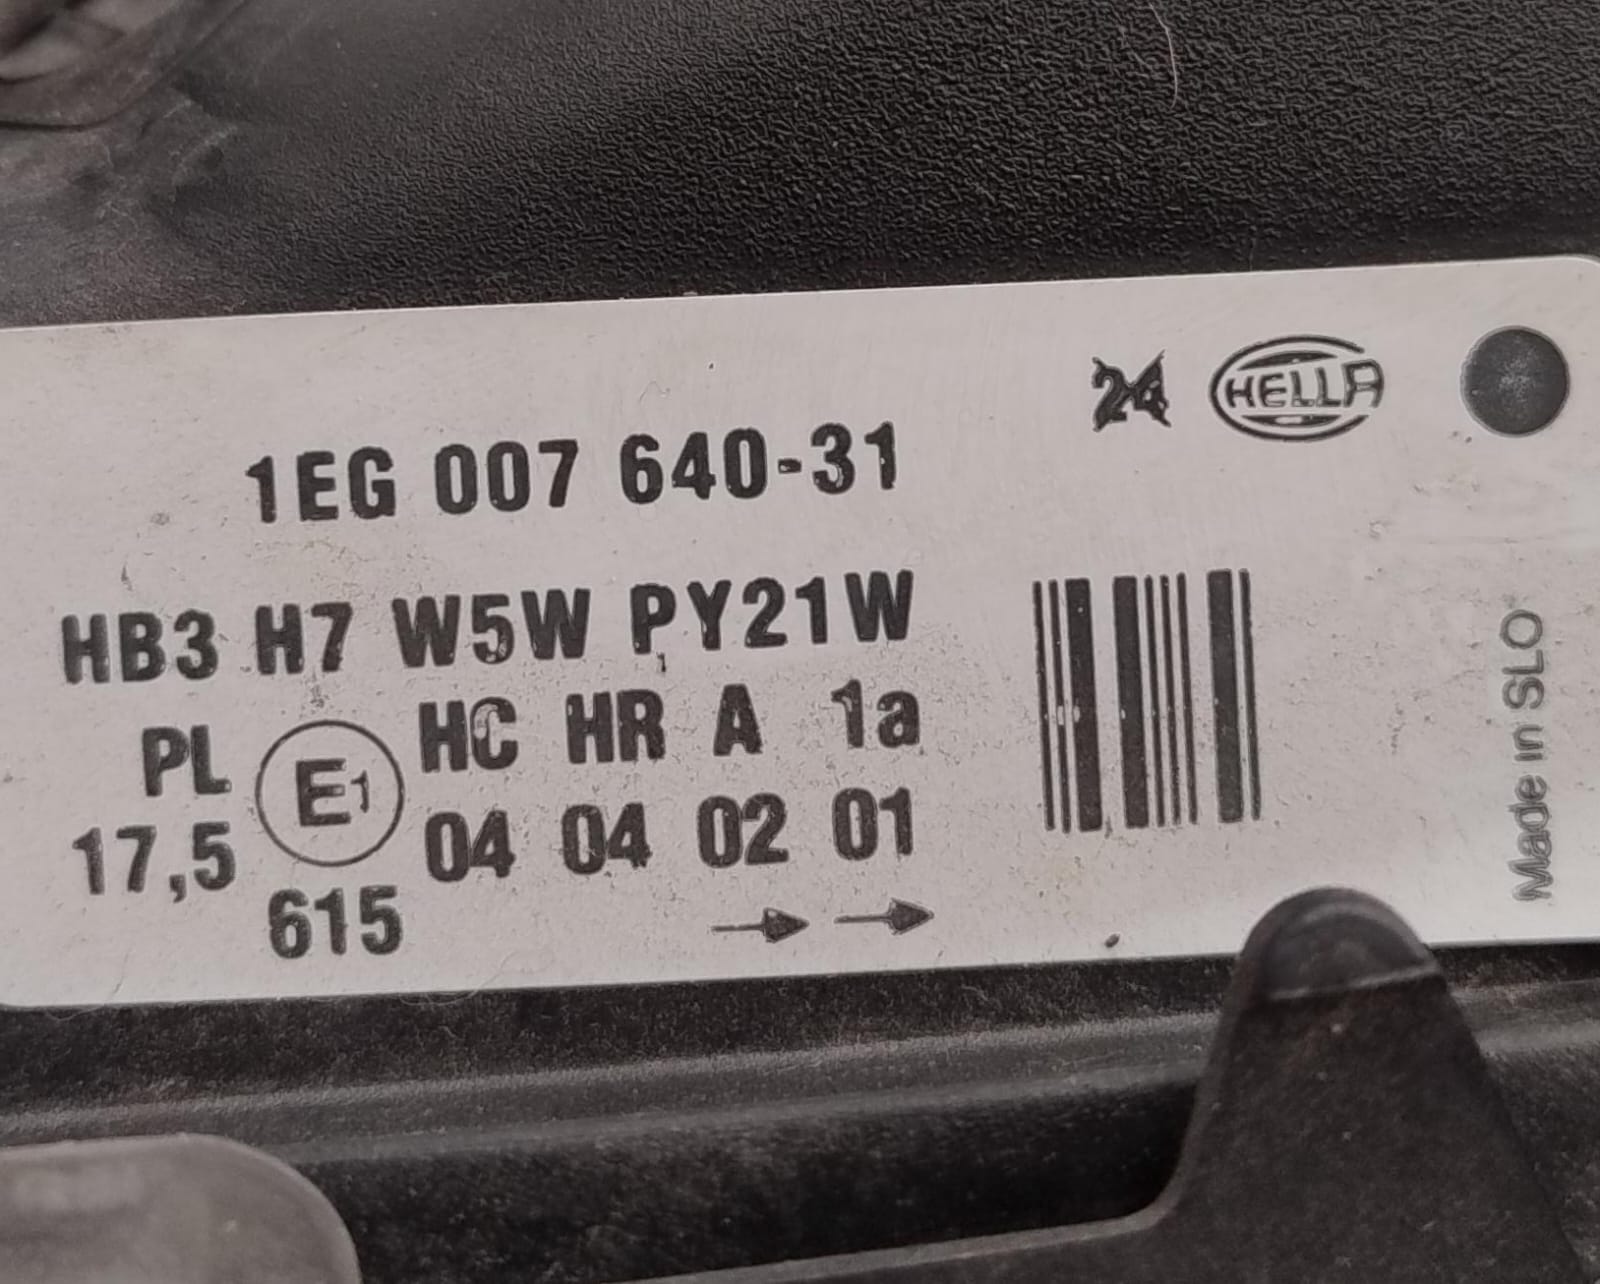 24 HELLA
1EG 007 640-31
HB3 H7 W5W PY21W
PL E1 HC HR A 1a
17,5 04 04 02 01
615
Made in SLO